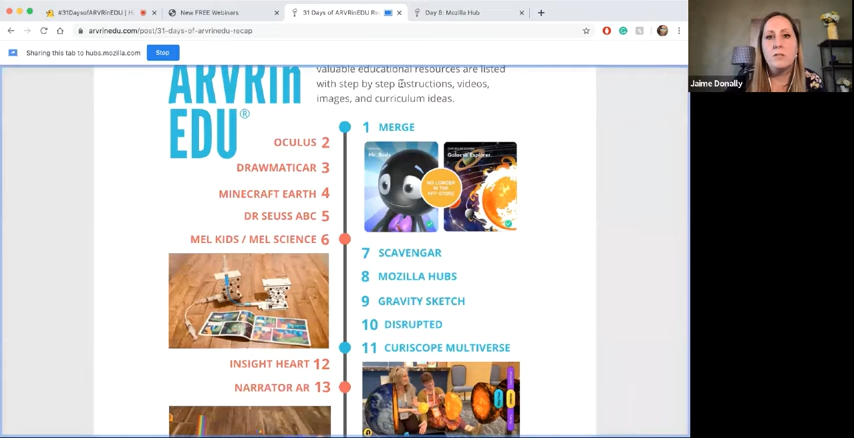 #31DaysofARVRinEDU | H
New FREE Webinars
31 Days of ARVRinEDU Re
Day 8: Mozilla Hub
arvrinedu.com/post/31-days-of-arvrinedu-recap
Sharing this tab to hubs.mozilla.com
Stop
Jaime Donally
ARVRin
EDU®
valuable educational resources are listed
with step by step instructions, videos,
images, and curriculum ideas.
1 MERGE
OCULUS 2
DRAWMATICAR 3
MINECRAFT EARTH 4
DR SEUSS ABC 5
MEL KIDS / MEL SCIENCE 6
Mr. Body
Galactic Explorer
NO LONGER
IN THE
APP STORE
7 SCAVENGAR
8 MOZILLA HUBS
9 GRAVITY SKETCH
10 DISRUPTED
11 CURISCOPE MULTIVERSE
INSIGHT HEART 12
NARRATOR AR 13